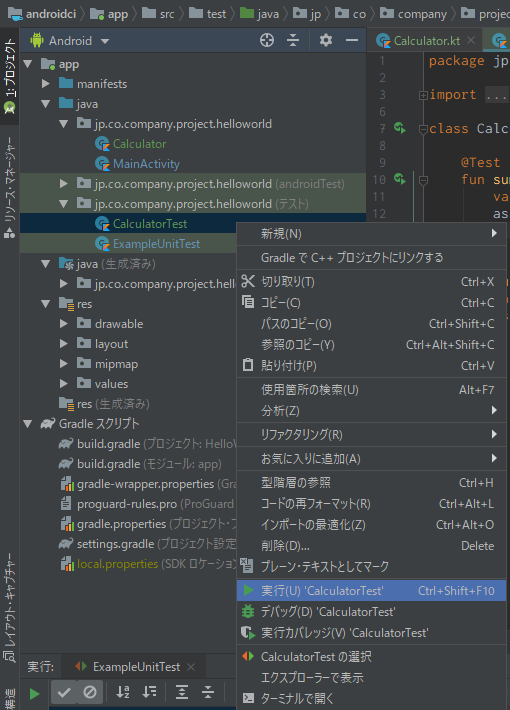 androidci app src test java jp co company project
Android
Calculator.kt
1: プロジェクト
リソース・マネージャー
レイアウト・キャプチャー
構造
app
manifests
java
jp.co.company.project.helloworld
Calculator
MainActivity
jp.co.company.project.helloworld (androidTest)
jp.co.company.project.helloworld (テスト)
CalculatorTest
ExampleUnitTest
java (生成済み)
jp.co.company.project.hell
res
drawable
layout
mipmap
values
res (生成済み)
Gradle スクリプト
build.gradle (プロジェクト: HelloW
build.gradle (モジュール: app)
gradle-wrapper.properties (Gra
proguard-rules.pro (ProGuard
gradle.properties (プロジェクト・プ
settings.gradle (プロジェクト設定
local.properties (SDK ロケーション
1 package jp
2
3 import ...
6
7 class Calc
8
9 @Test
10 fun sum
11 va
12 as
新規(N)
Gradle で C++ プロジェクトにリンクする
切り取り(T) Ctrl+X
コピー(C) Ctrl+C
パスのコピー(O) Ctrl+Shift+C
参照のコピー(Y) Ctrl+Alt+Shift+C
貼り付け(P) Ctrl+V
使用箇所の検索(U) Alt+F7
分析(Z)
リファクタリング(R)
お気に入りに追加(A)
型階層の参照 Ctrl+H
コードの再フォーマット(R) Ctrl+Alt+L
インポートの最適化(Z) Ctrl+Alt+O
削除(D)... Delete
プレーン・テキストとしてマーク
実行(U) 'CalculatorTest' Ctrl+Shift+F10
デバッグ(D) 'CalculatorTest'
実行カバレッジ(V) 'CalculatorTest'
CalculatorTest の選択
エクスプローラーで表示
ターミナルで開く
実行: ExampleUnitTest